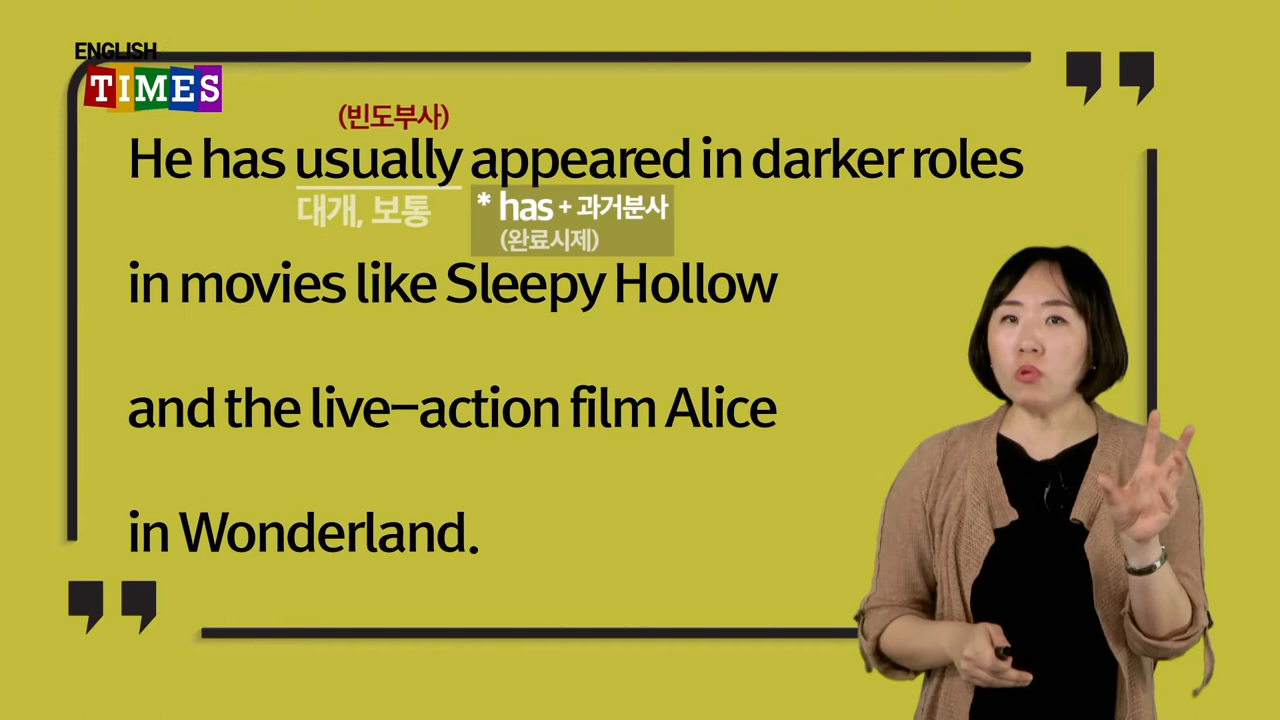 ENGLISH
TIMES
(빈도부사)
He has usually appeared in darker roles
대개, 보통
* has + 과거분사
(완료시제)
in movies like Sleepy Hollow
and the live-action film Alice
in Wonderland.